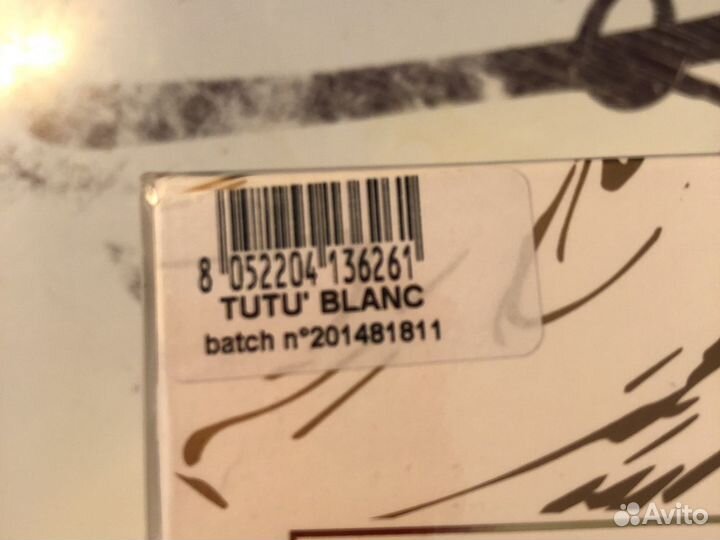 8 052204 136261
TUTU' BLANC
batch n°201481811
Avito